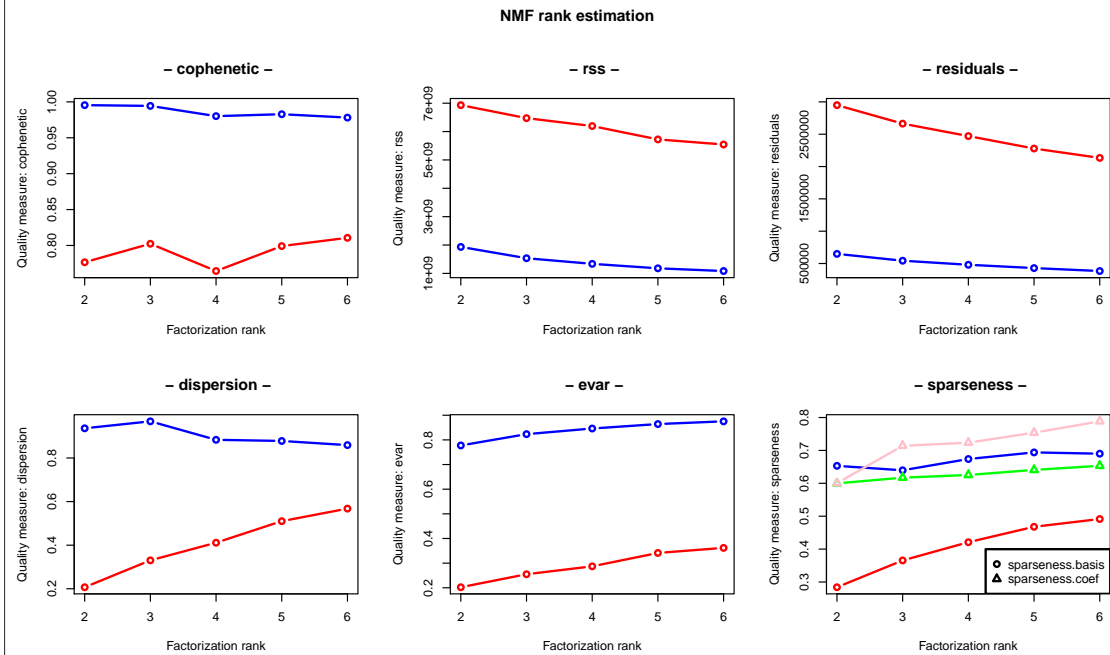 NMF rank estimation
– cophenetic –
Quality measure: cophenetic
1.00
0.95
0.90
0.85
0.80
2 3 4 5 6
Factorization rank
– rss –
Quality measure: rss
7e+09
5e+09
3e+09
1e+09
2 3 4 5 6
Factorization rank
– residuals –
Quality measure: residuals
2500000
1500000
500000
2 3 4 5 6
Factorization rank
– dispersion –
Quality measure: dispersion
0.8
0.6
0.4
0.2
2 3 4 5 6
Factorization rank
– evar –
Quality measure: evar
0.8
0.6
0.4
0.2
2 3 4 5 6
Factorization rank
– sparseness –
Quality measure: sparseness
0.8
0.7
0.6
0.5
0.4
0.3
sparseness.basis
sparseness.coef
2 3 4 5 6
Factorization rank